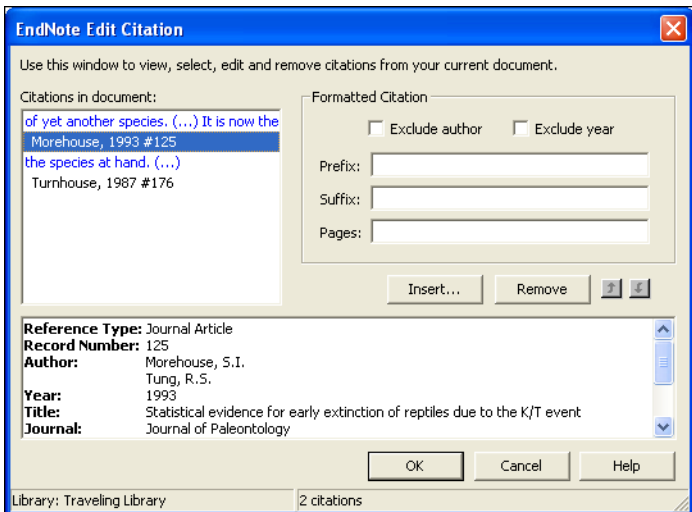 EndNote Edit Citation
Use this window to view, select, edit and remove citations from your current document.
Citations in document:
of yet another species. (...) It is now the
Morehouse, 1993 #125
the species at hand. (...)
Turnhouse, 1987 #176
Formatted Citation
Exclude author
Exclude year
Prefix:
Suffix:
Pages:
Insert...
Remove
Reference Type: Journal Article
Record Number: 125
Author: Morehouse, S.I.
Tung, R.S.
Year: 1993
Title: Statistical evidence for early extinction of reptiles due to the K/T event
Journal: Journal of Paleontology
OK
Cancel
Help
Library: Traveling Library
2 citations